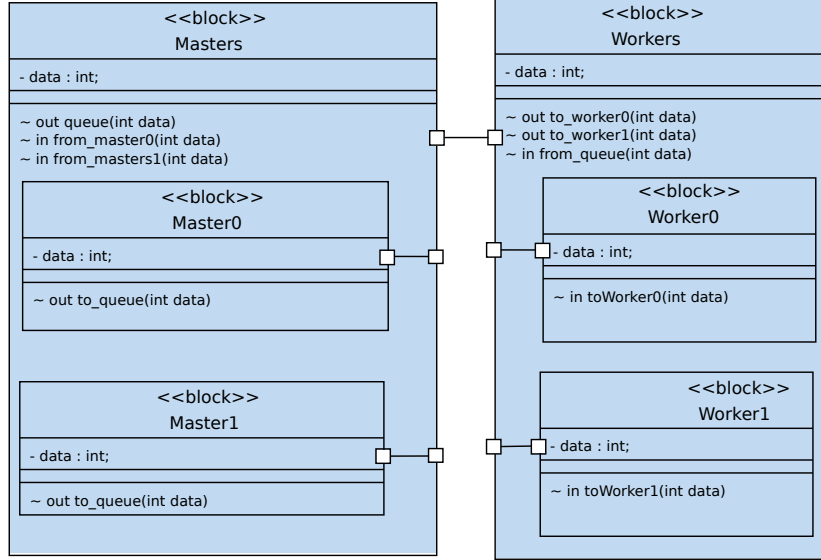 <<block>>
Masters
- data : int;
~ out queue(int data)
~ in from_master0(int data)
~ in from_masters1(int data)
<<block>>
Master0
- data : int;
~ out to_queue(int data)
<<block>>
Master1
- data : int;
~ out to_queue(int data)
<<block>>
Workers
- data : int;
~ out to_worker0(int data)
~ out to_worker1(int data)
~ in from_queue(int data)
<<block>>
Worker0
- data : int;
~ in toWorker0(int data)
<<block>>
Worker1
- data : int;
~ in toWorker1(int data)